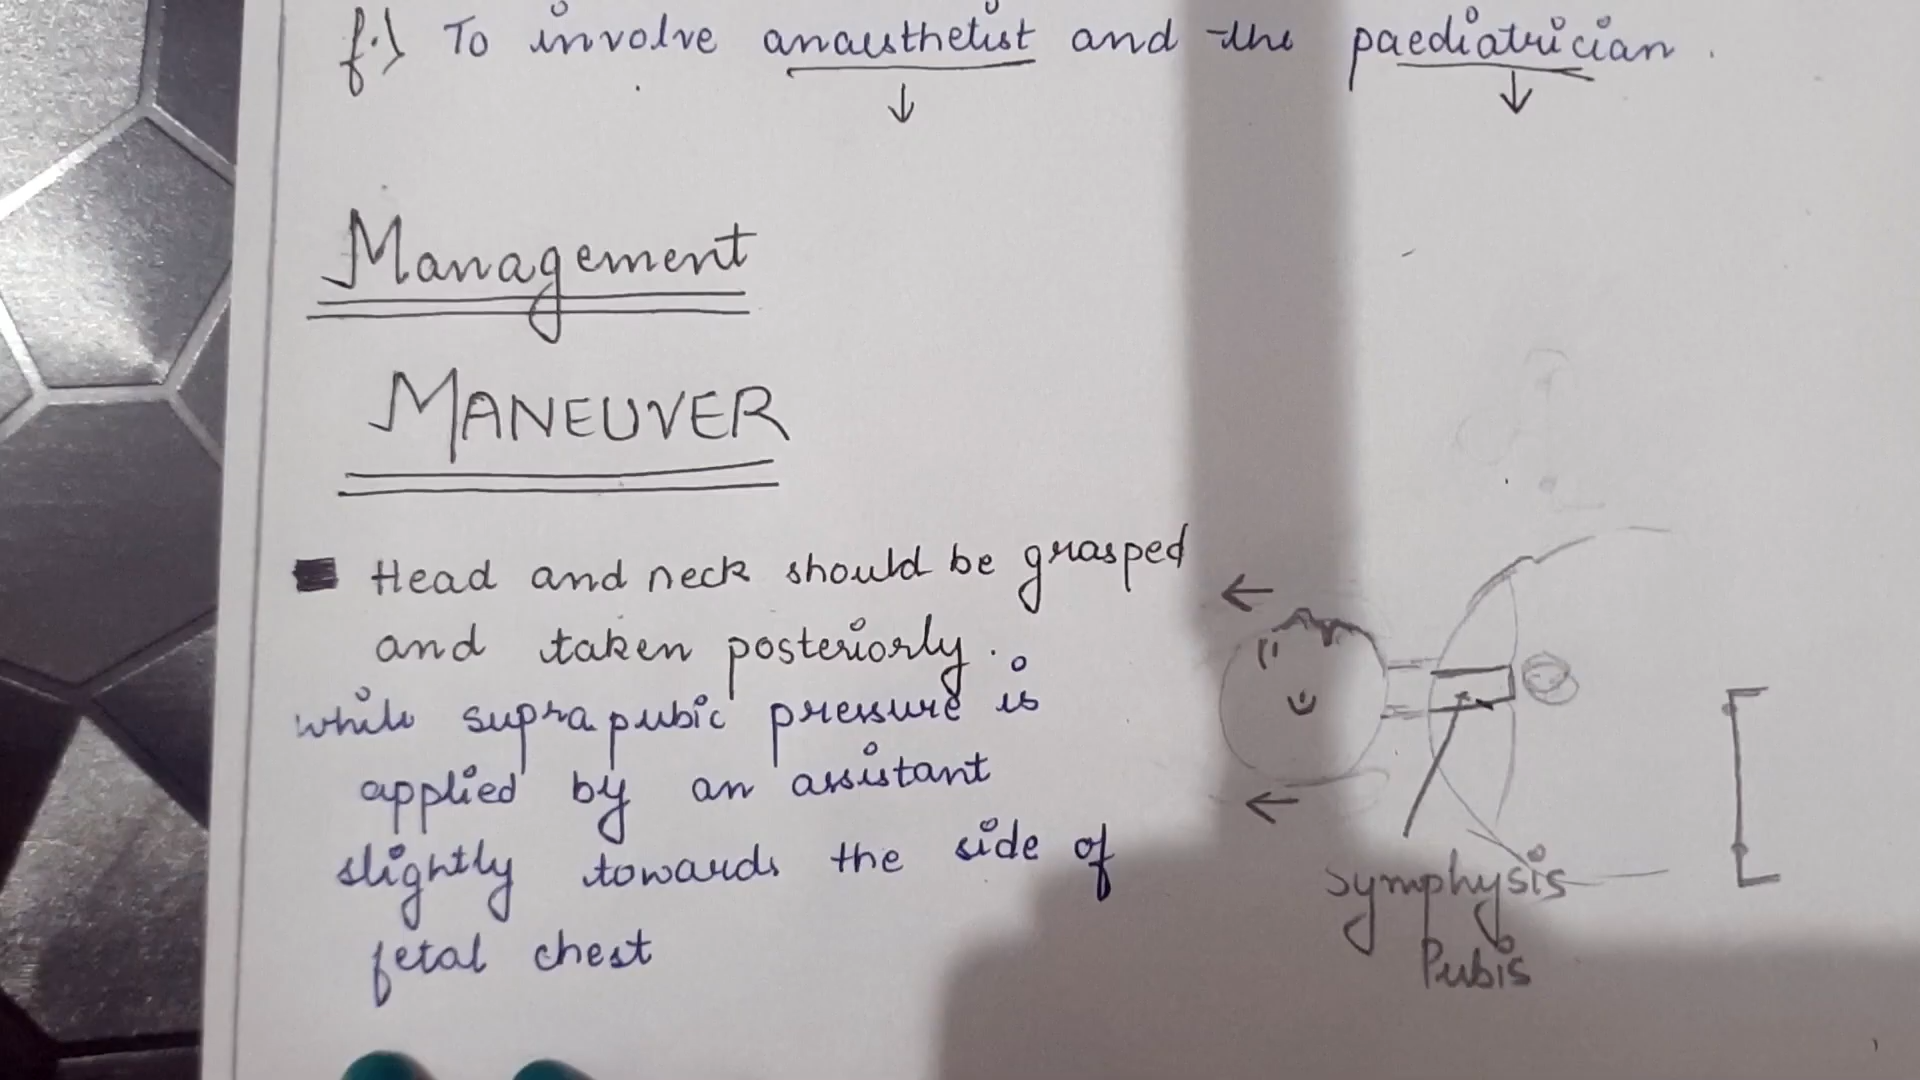 f.) To involve anaesthetist and the paediatrician.
Management
MANEUVER
Head and neck should be grasped
and taken posteriorly.
while suprapubic pressure is
applied by an assistant
slightly towards the side of
fetal chest
symphysis
Pubis